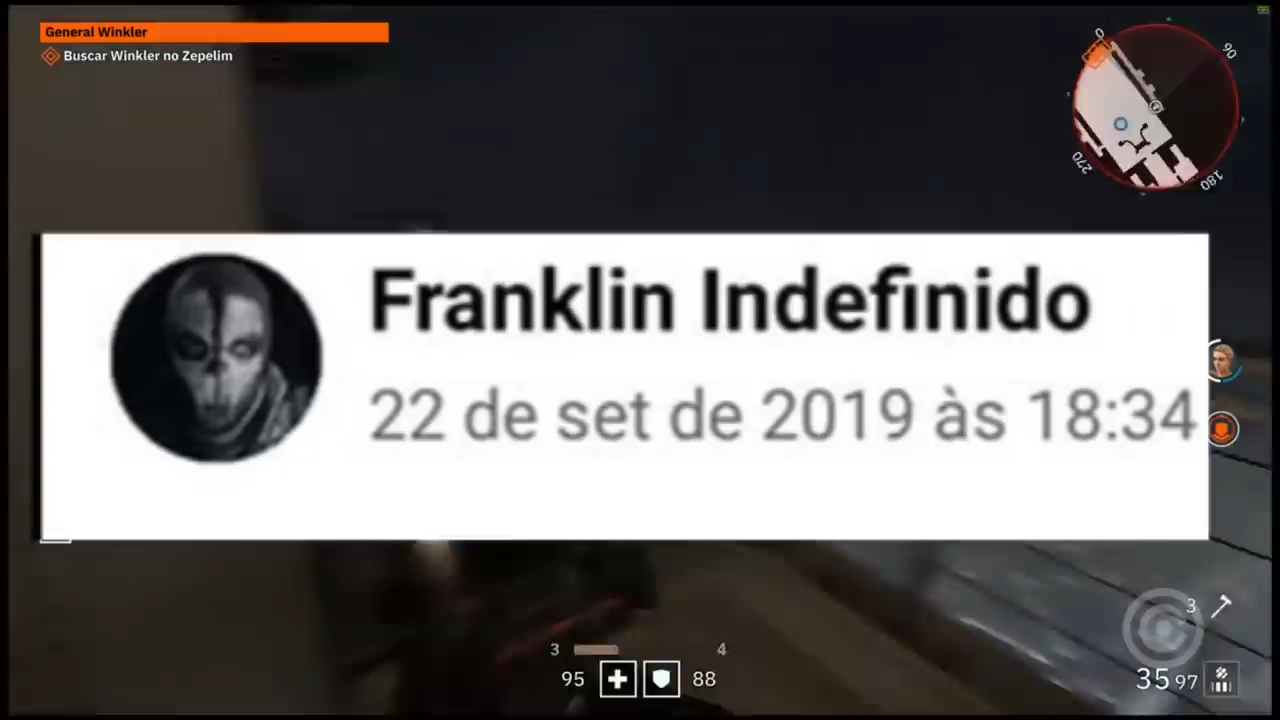 General Winkler
Buscar Winkler no Zepelim
0
90
270
180
Franklin Indefinido
22 de set de 2019 às 18:34
3
3
4
95
88
35 97